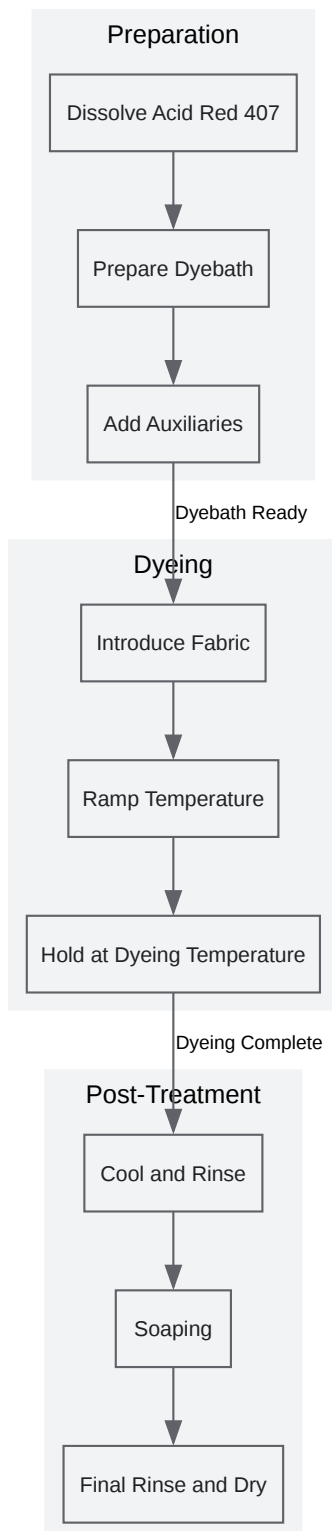 Preparation
Dissolve Acid Red 407
Prepare Dyebath
Add Auxiliaries
Dyebath Ready
Dyeing
Introduce Fabric
Ramp Temperature
Hold at Dyeing Temperature
Dyeing Complete
Post-Treatment
Cool and Rinse
Soaping
Final Rinse and Dry